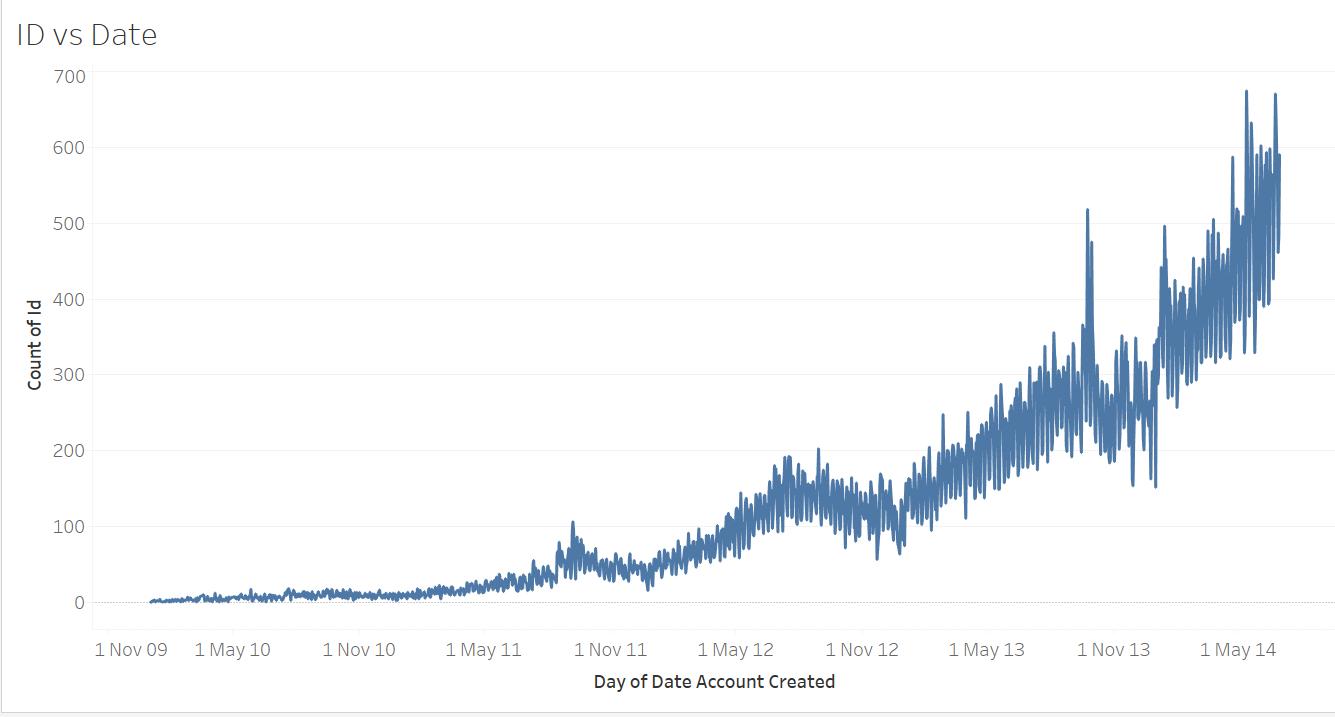 ID vs Date
700
600
500
400
300
200
100
0
Count of Id
1 Nov 09 1 May 10 1 Nov 10 1 May 11 1 Nov 11 1 May 12 1 Nov 12 1 May 13 1 Nov 13 1 May 14
Day of Date Account Created